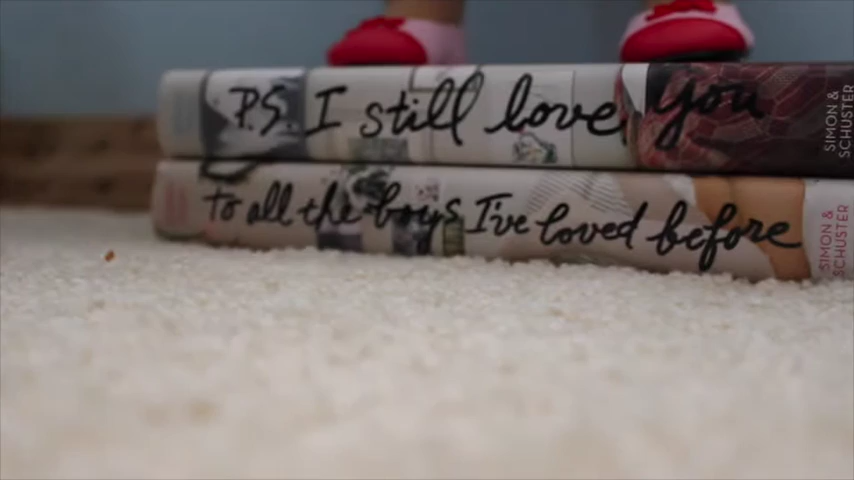 P.S. I still love you
SIMON &
SCHUSTER
to all the boys I've loved before
SIMON &
SCHUSTER